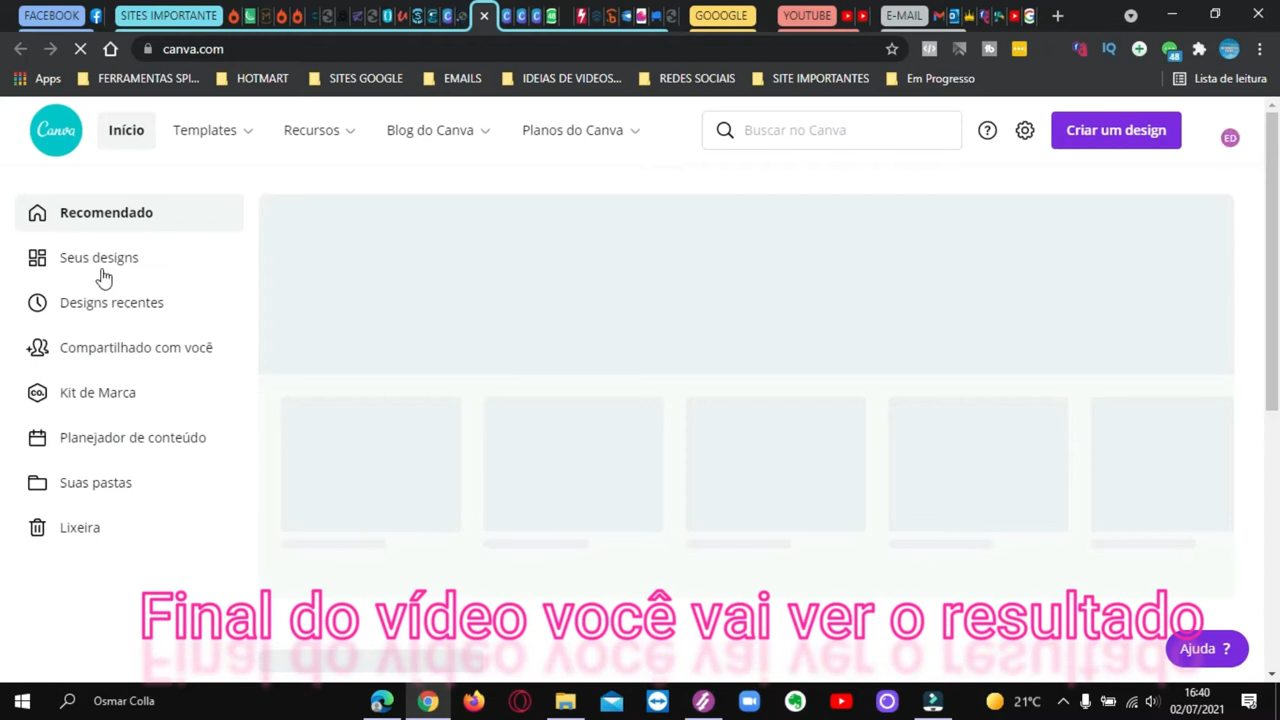 FACEBOOK
SITES IMPORTANTE
GOOOGLE
YOUTUBE
E-MAIL
canva.com
48
Apps
FERRAMENTAS SPI...
HOTMART
SITES GOOGLE
EMAILS
IDEIAS DE VIDEOS...
REDES SOCIAIS
SITE IMPORTANTES
Em Progresso
Lista de leitura
Canva
Início
Templates
Recursos
Blog do Canva
Planos do Canva
Buscar no Canva
Criar um design
ED
Recomendado
Seus designs
Designs recentes
Compartilhado com você
Kit de Marca
Planejador de conteúdo
Suas pastas
Lixeira
Final do vídeo você vai ver o resultado
Ajuda ?
Osmar Colla
21°C
16:40
02/07/2021